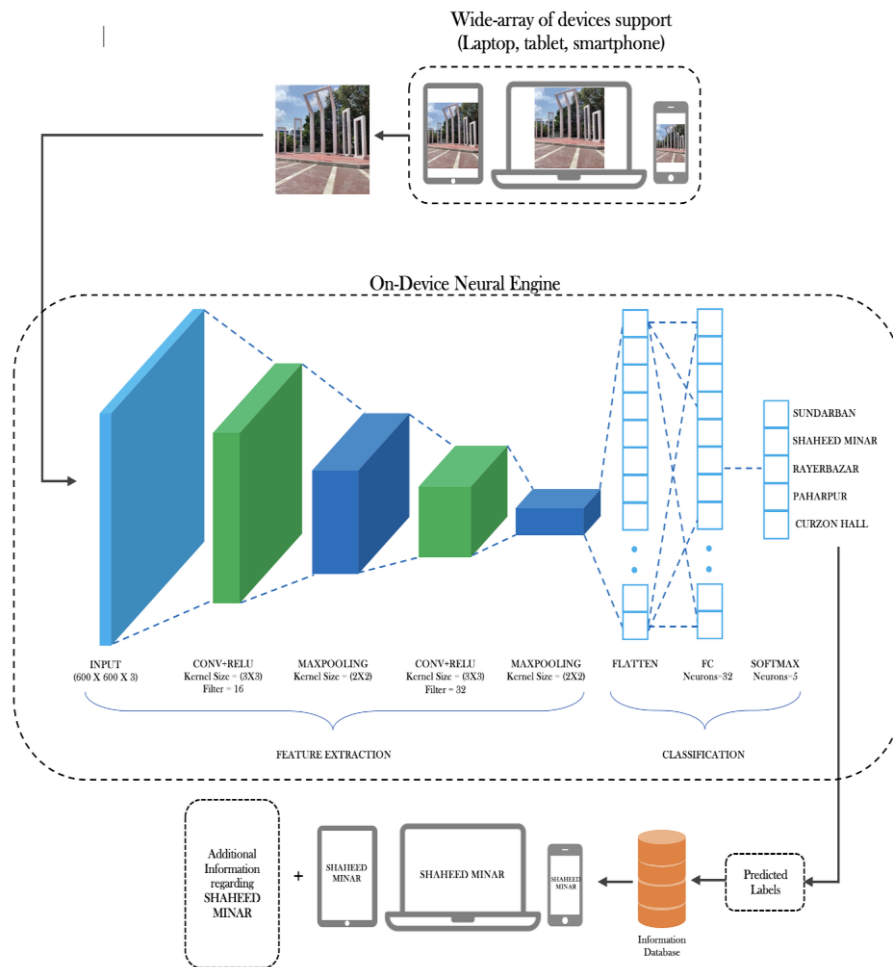 Wide-array of devices support
(Laptop, tablet, smartphone)
On-Device Neural Engine
SUNDARBAN
SHAHEED MINAR
RAYERBAZAR
PAHARPUR
CURZON HALL
INPUT
(600 X 600 X 3)
CONV+RELU
Kernel Size = (3X3)
Filter = 16
MAXPOOLING
Kernel Size = (2X2)
CONV+RELU
Kernel Size = (3X3)
Filter = 32
MAXPOOLING
Kernel Size = (2X2)
FLATTEN
FC
Neurons=32
SOFTMAX
Neurons=5
FEATURE EXTRACTION
CLASSIFICATION
Additional
Information
regarding
SHAHEED
MINAR
+
SHAHEED
MINAR
SHAHEED MINAR
SHAHEED
MINAR
Information
Database
Predicted
Labels